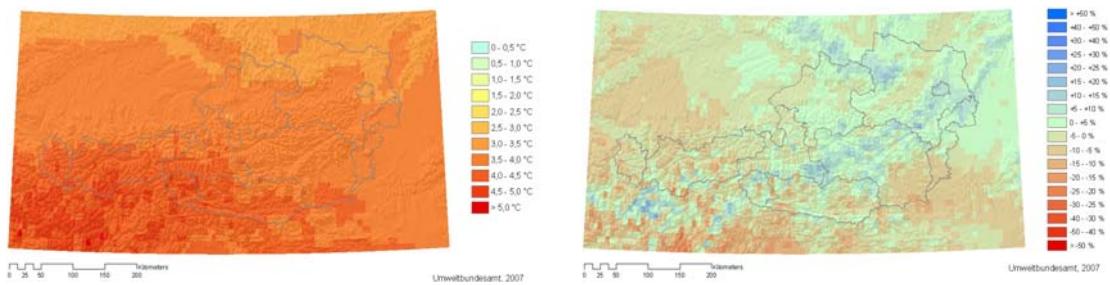 0 - 0,5 °C
0,5 - 1,0 °C
1,0 - 1,5 °C
1,5 - 2,0 °C
2,0 - 2,5 °C
2,5 - 3,0 °C
3,0 - 3,5 °C
3,5 - 4,0 °C
4,0 - 4,5 °C
4,5 - 5,0 °C
> 5,0 °C
Kilometers
0 25 50 100 150 200
Umweltbundesamt, 2007
> +50 %
+40 - +50 %
+30 - +40 %
+25 - +30 %
+20 - +25 %
+15 - +20 %
+10 - +15 %
+5 - +10 %
0 - +5 %
-5 - 0 %
-10 - -5 %
-15 - -10 %
-20 - -15 %
-25 - -20 %
-30 - -25 %
-40 - -30 %
-50 - -40 %
> -50 %
Kilometers
0 25 50 100 150 200
Umweltbundesamt, 2007